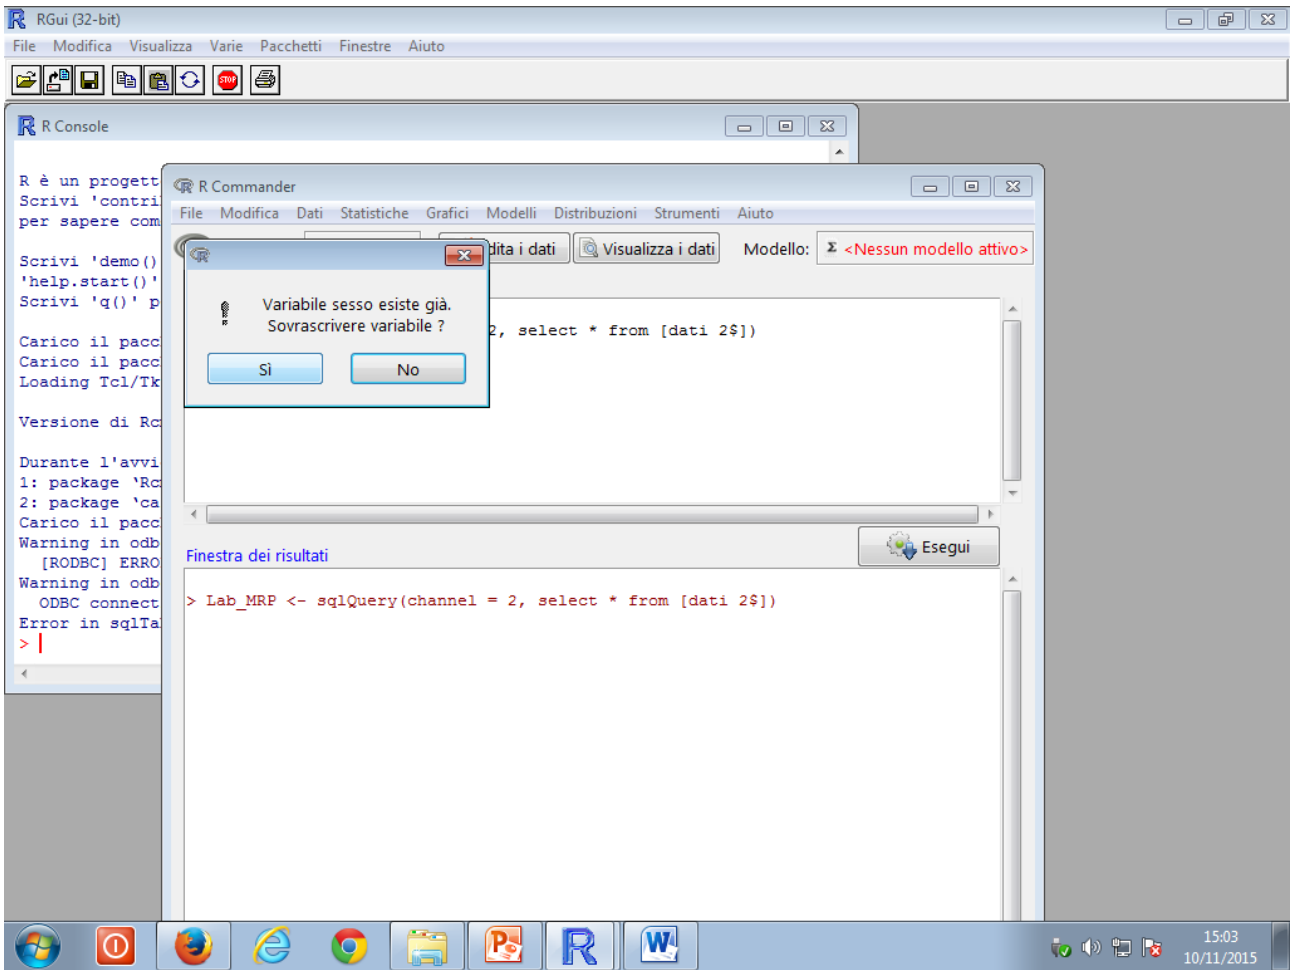 RGui (32-bit)
File Modifica Visualizza Varie Pacchetti Finestre Aiuto
STOP
R Console
R è un progett
Scrivi 'contri
per sapere com
Scrivi 'demo()
'help.start()'
Scrivi 'q()' p
Carico il pacc
Carico il pacc
Loading Tcl/Tk
Versione di Rc
Durante l'avvi
1: package 'Rc
2: package 'ca
Carico il pacc
Warning in odb
[RODBC] ERRO
Warning in odb
ODBC connect
Error in sqlTa
>
R Commander
File Modifica Dati Statistiche Grafici Modelli Distribuzioni Strumenti Aiuto
dita i dati Visualizza i dati Modello: Σ <Nessun modello attivo>
Variabile sesso esiste già.
Sovrascrivere variabile ?
Sì No
2, select * from [dati 2$])
Esegui
Finestra dei risultati
> Lab_MRP <- sqlQuery(channel = 2, select * from [dati 2$])
15:03
10/11/2015